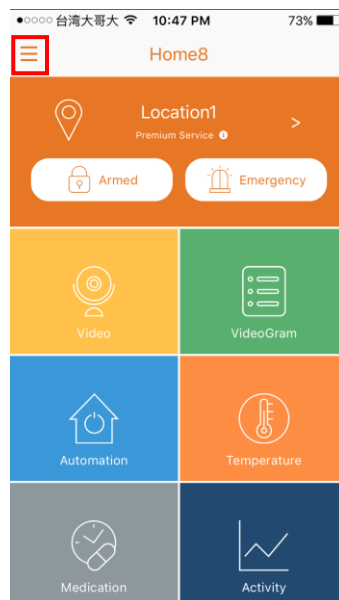 台湾大哥大 10:47 PM 73%
Home8
Location1
Premium Service
Armed Emergency
Video VideoGram
Automation Temperature
Medication Activity